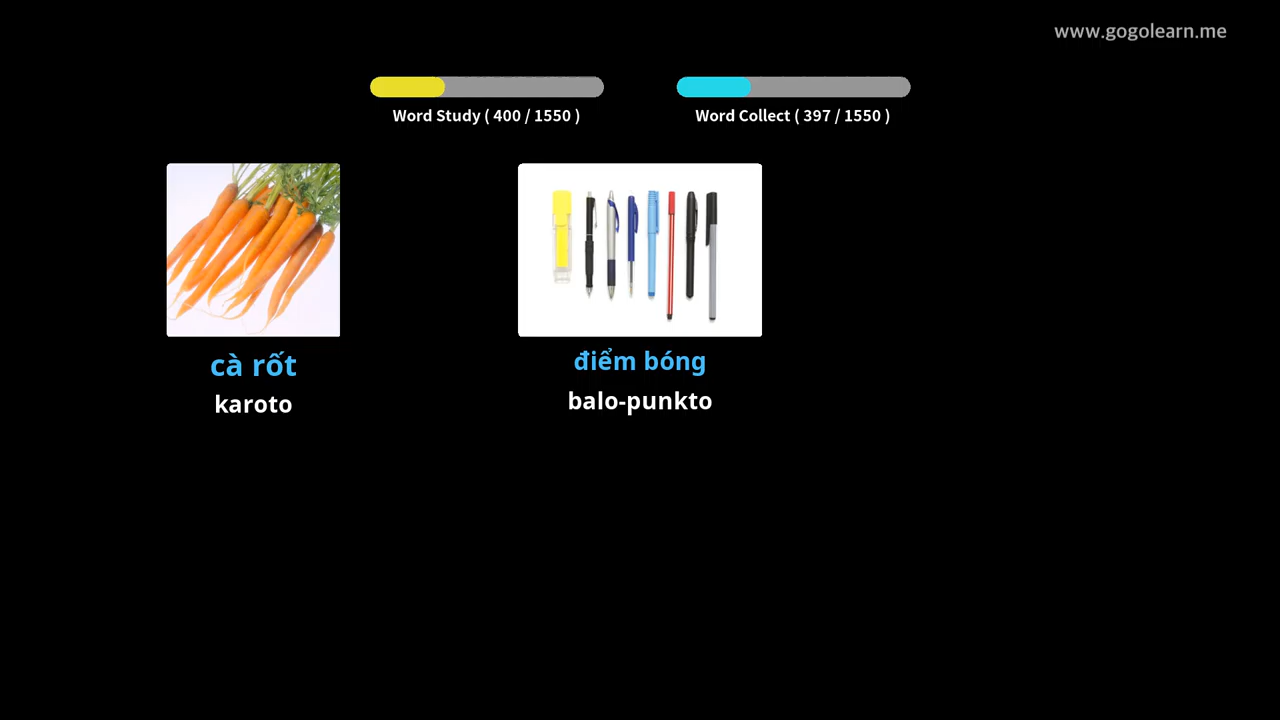 www.gogolearn.me
Word Study ( 400 / 1550 )
Word Collect ( 397 / 1550 )
cà rốt
karoto
điểm bóng
balo-punkto